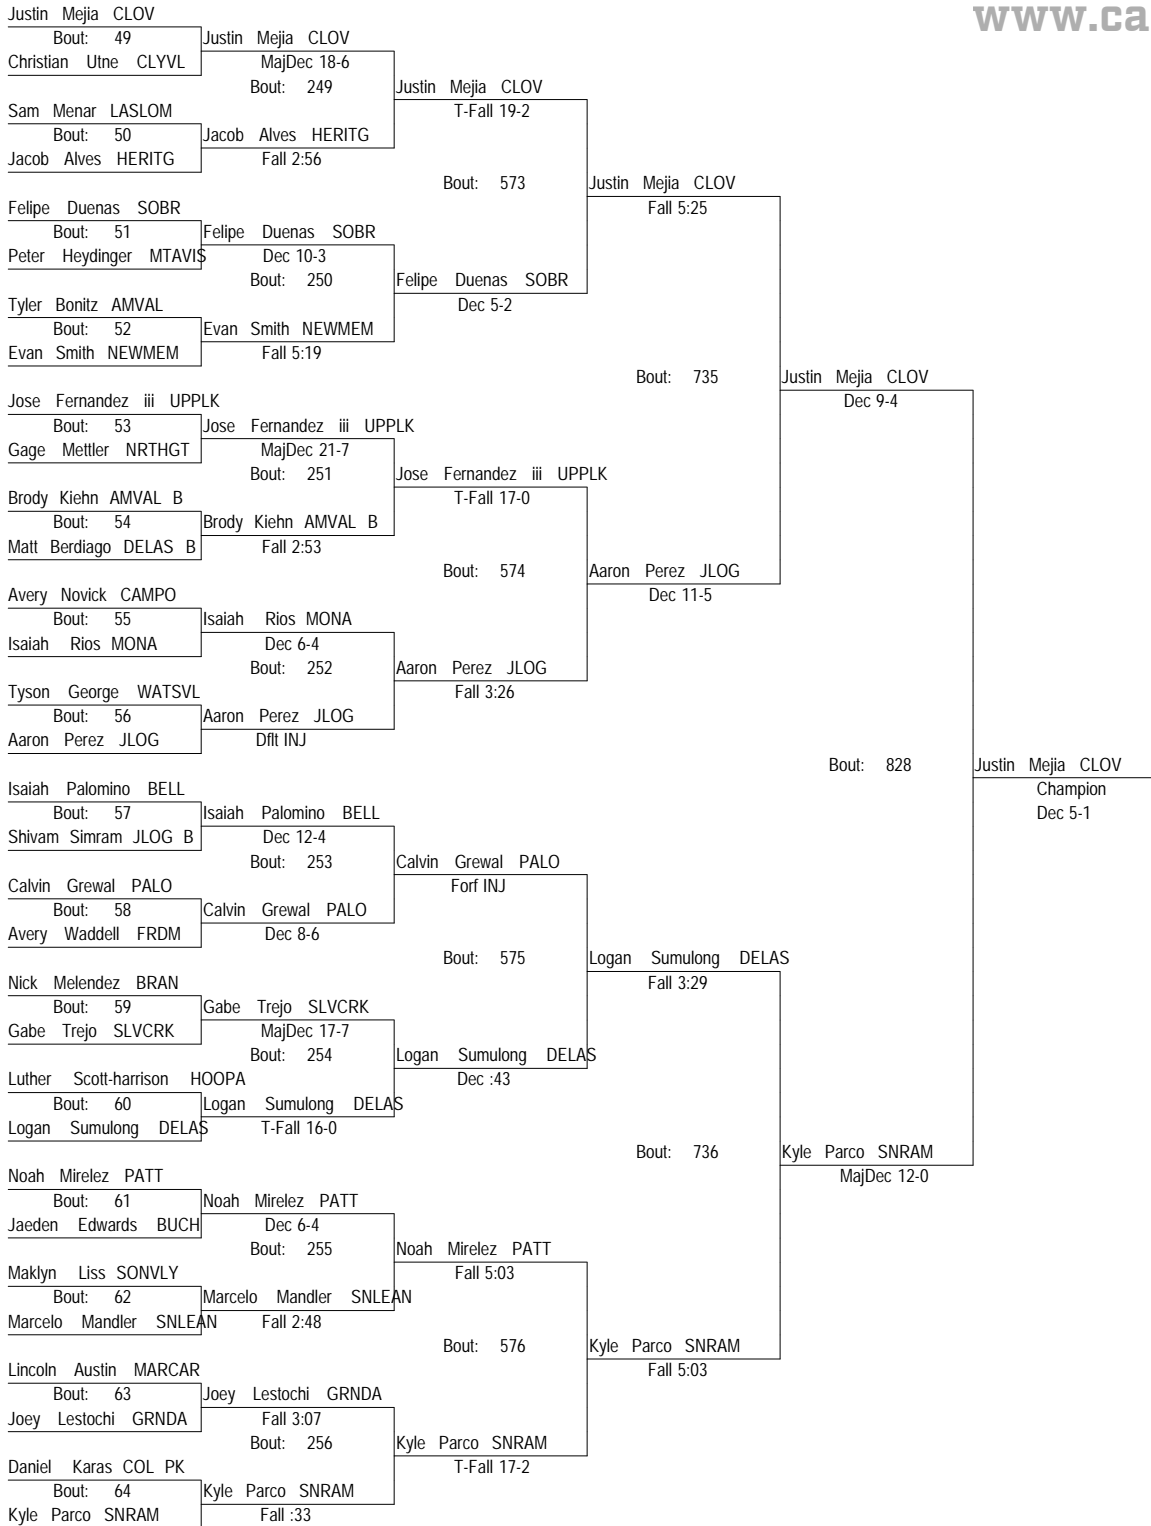 www.ca
Justin Mejia CLOV
Bout: 49
Christian Utne CLYVL
Sam Menar LASLOM
Bout: 50
Jacob Alves HERITG
Felipe Duenas SOBR
Bout: 51
Peter Heydinger MTAVIS
Tyler Bonitz AMVAL
Bout: 52
Evan Smith NEWMEM
Jose Fernandez iii UPPLK
Bout: 53
Gage Mettler NRTHGT
Brody Kiehn AMVAL B
Bout: 54
Matt Berdiago DELAS B
Avery Novick CAMPO
Bout: 55
Isaiah Rios MONA
Tyson George WATSVL
Bout: 56
Aaron Perez JLOG
Isaiah Palomino BELL
Bout: 57
Shivam Simram JLOG B
Calvin Grewal PALO
Bout: 58
Avery Waddell FRDM
Nick Melendez BRAN
Bout: 59
Gabe Trejo SLVCRK
Luther Scott-harrison HOOPA
Bout: 60
Logan Sumulong DELAS
Noah Mirelez PATT
Bout: 61
Jaeden Edwards BUCH
Maklyn Liss SONVLY
Bout: 62
Marcelo Mandler SNLEAN
Lincoln Austin MARCAR
Bout: 63
Joey Lestochi GRNDA
Daniel Karas COL PK
Bout: 64
Kyle Parco SNRAM
Justin Mejia CLOV
MajDec 18-6
Bout: 249
Jacob Alves HERITG
Fall 2:56
Felipe Duenas SOBR
Dec 10-3
Bout: 250
Evan Smith NEWMEM
Fall 5:19
Jose Fernandez iii UPPLK
MajDec 21-7
Bout: 251
Brody Kiehn AMVAL B
Fall 2:53
Isaiah Rios MONA
Dec 6-4
Bout: 252
Aaron Perez JLOG
Dflt INJ
Isaiah Palomino BELL
Dec 12-4
Bout: 253
Calvin Grewal PALO
Dec 8-6
Gabe Trejo SLVCRK
MajDec 17-7
Bout: 254
Logan Sumulong DELAS
T-Fall 16-0
Noah Mirelez PATT
Dec 6-4
Bout: 255
Marcelo Mandler SNLEAN
Fall 2:48
Joey Lestochi GRNDA
Fall 3:07
Bout: 256
Kyle Parco SNRAM
Fall :33
Justin Mejia CLOV
T-Fall 19-2
Bout: 573
Felipe Duenas SOBR
Dec 5-2
Jose Fernandez iii UPPLK
T-Fall 17-0
Bout: 574
Aaron Perez JLOG
Fall 3:26
Calvin Grewal PALO
Forf INJ
Bout: 575
Logan Sumulong DELAS
Dec :43
Noah Mirelez PATT
Fall 5:03
Bout: 576
Kyle Parco SNRAM
T-Fall 17-2
Justin Mejia CLOV
Fall 5:25
Bout: 735
Aaron Perez JLOG
Dec 11-5
Logan Sumulong DELAS
Fall 3:29
Bout: 736
Kyle Parco SNRAM
Fall 5:03
Justin Mejia CLOV
Dec 9-4
Bout: 828
Kyle Parco SNRAM
MajDec 12-0
Justin Mejia CLOV
Champion
Dec 5-1